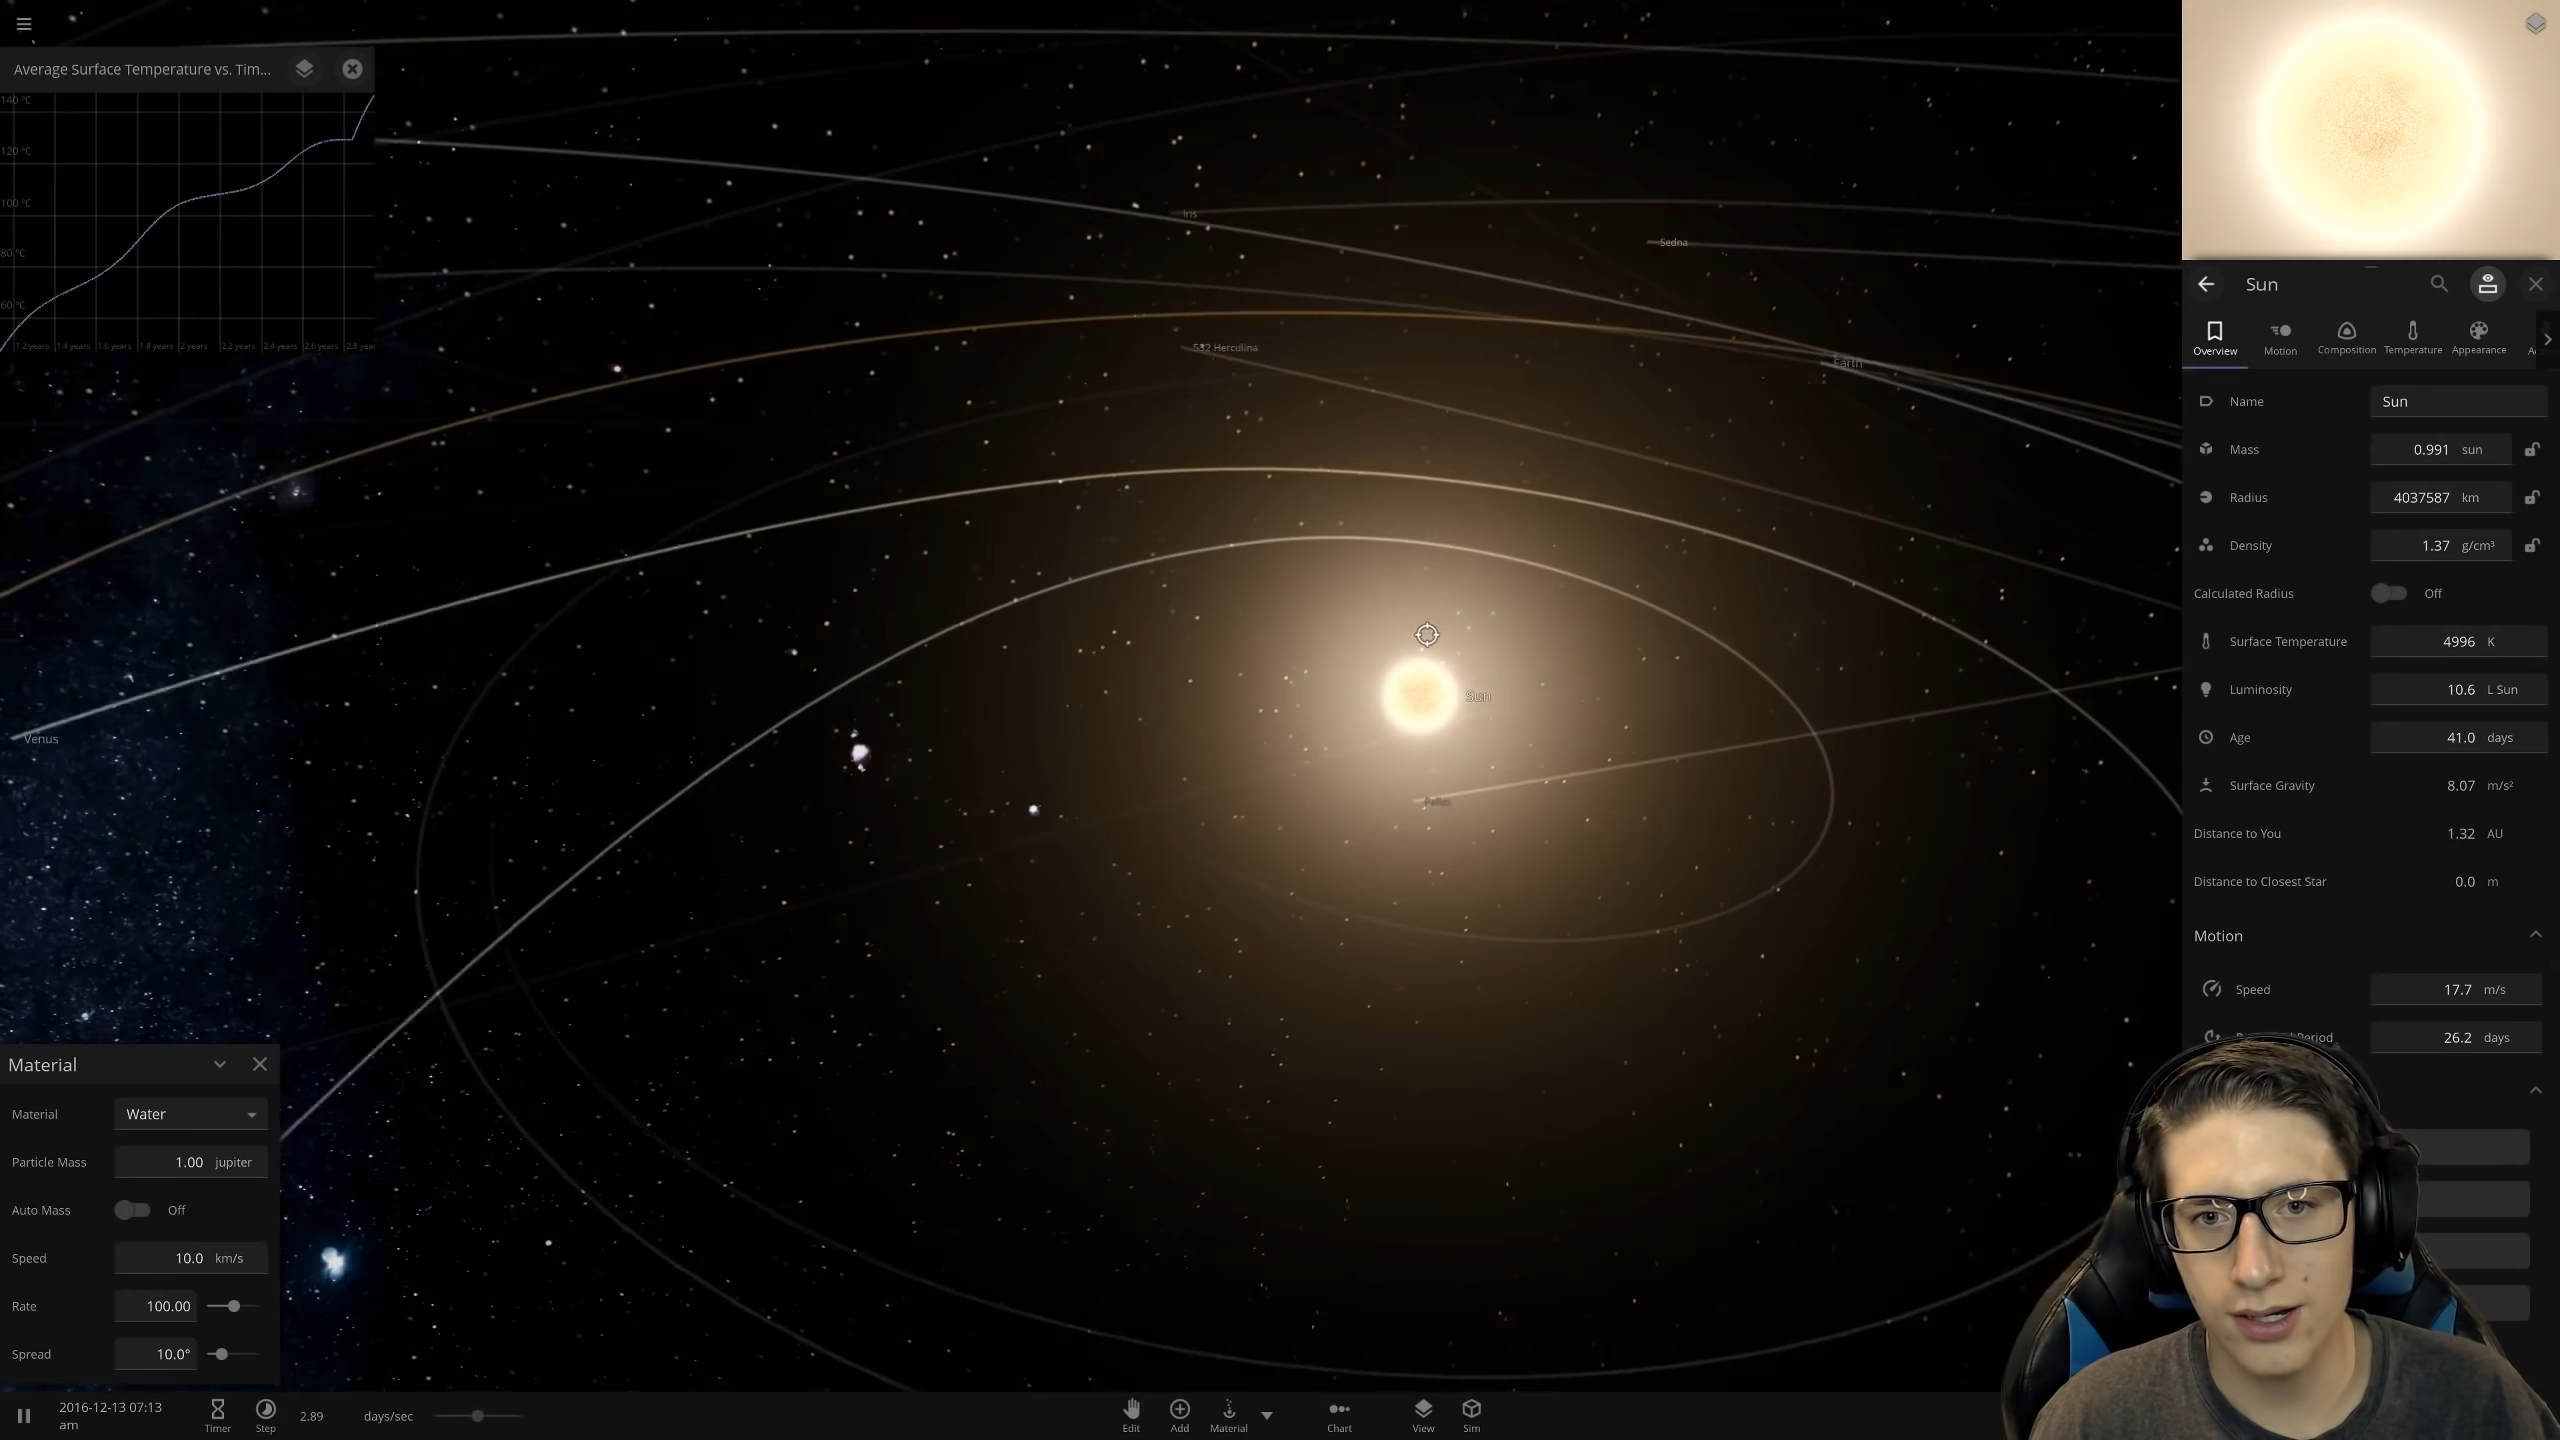 Average Surface Temperature vs. Tim...
140 °C
120 °C
100 °C
80 °C
60 °C
1.2 years 1.4 years 1.6 years 1.8 years 2 years 2.2 years 2.4 years 2.6 years 2.8 yea
Iris
Sedna
532 Herculina
Earth
Venus
Sun
Pallas
Sun
Overview Motion Composition Temperature Appearance
Name Sun
Mass 0.991 sun
Radius 4037587 km
Density 1.37 g/cm³
Calculated Radius Off
Surface Temperature 4996 K
Luminosity 10.6 L Sun
Age 41.0 days
Surface Gravity 8.07 m/s²
Distance to You 1.32 AU
Distance to Closest Star 0.0 m
Motion
Speed 17.7 m/s
Period 26.2 days
Material
Material Water
Particle Mass 1.00 jupiter
Auto Mass Off
Speed 10.0 km/s
Rate 100.00
Spread 10.0°
2016-12-13 07:13
am
Timer
Step
2.89 days/sec
Edit Add Material Chart View Sim